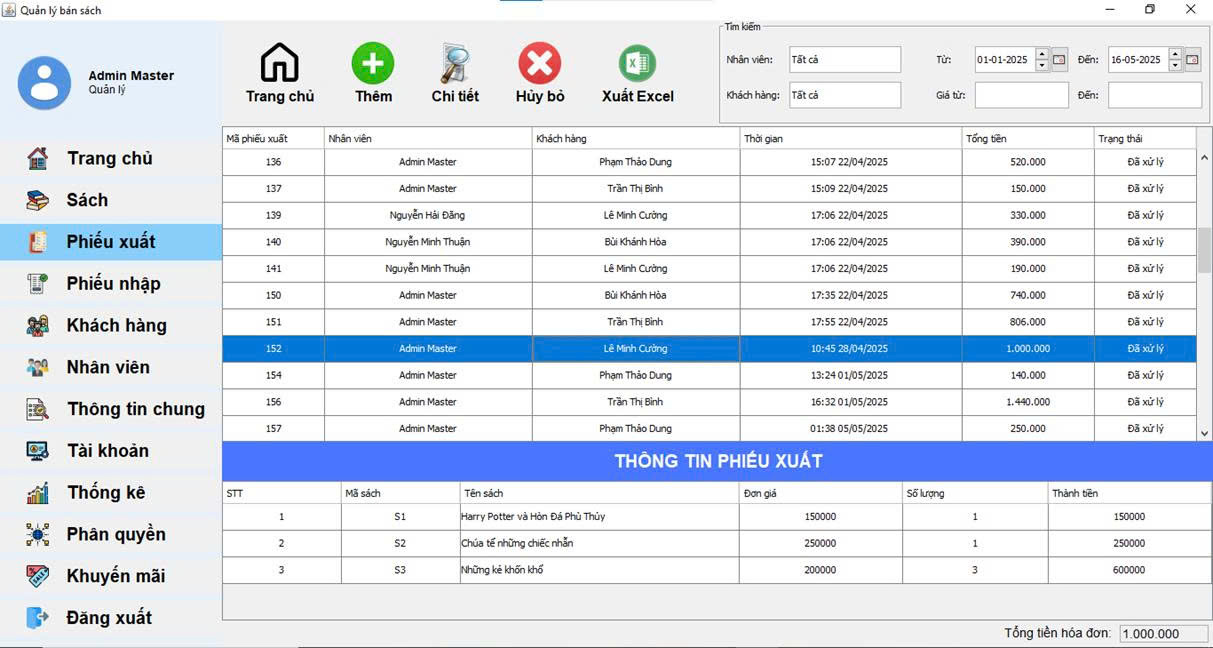 Quản lý bán sách
Admin Master
Quản lý
Trang chủ
Sách
Phiếu xuất
Phiếu nhập
Khách hàng
Nhân viên
Thông tin chung
Tài khoản
Thống kê
Phân quyền
Khuyến mãi
Đăng xuất
Trang chủ Thêm Chi tiết Hủy bỏ Xuất Excel
Tìm kiếm
Nhân viên: Tất cả Từ: 01-01-2025 Đến: 16-05-2025
Khách hàng: Tất cả Giá từ: Đến:
Mã phiếu xuất Nhân viên Khách hàng Thời gian Tổng tiền Trạng thái
136 Admin Master Phạm Thảo Dung 15:07 22/04/2025 520.000 Đã xử lý
137 Admin Master Trần Thị Bình 15:09 22/04/2025 150.000 Đã xử lý
139 Nguyễn Hải Đăng Lê Minh Cường 17:06 22/04/2025 330.000 Đã xử lý
140 Nguyễn Minh Thuận Bùi Khánh Hòa 17:06 22/04/2025 390.000 Đã xử lý
141 Nguyễn Minh Thuận Lê Minh Cường 17:06 22/04/2025 190.000 Đã xử lý
150 Admin Master Bùi Khánh Hòa 17:35 22/04/2025 740.000 Đã xử lý
151 Admin Master Trần Thị Bình 17:55 22/04/2025 806.000 Đã xử lý
152 Admin Master Lê Minh Cường 10:45 28/04/2025 1.000.000 Đã xử lý
154 Admin Master Phạm Thảo Dung 13:24 01/05/2025 140.000 Đã xử lý
156 Admin Master Trần Thị Bình 16:32 01/05/2025 1.440.000 Đã xử lý
157 Admin Master Phạm Thảo Dung 01:38 05/05/2025 250.000 Đã xử lý
THÔNG TIN PHIẾU XUẤT
STT Mã sách Tên sách Đơn giá Số lượng Thành tiền
1 S1 Harry Potter và Hòn Đá Phù Thủy 150000 1 150000
2 S2 Chúa tể những chiếc nhẫn 250000 1 250000
3 S3 Những kẻ khốn khổ 200000 3 600000
Tổng tiền hóa đơn: 1.000.000